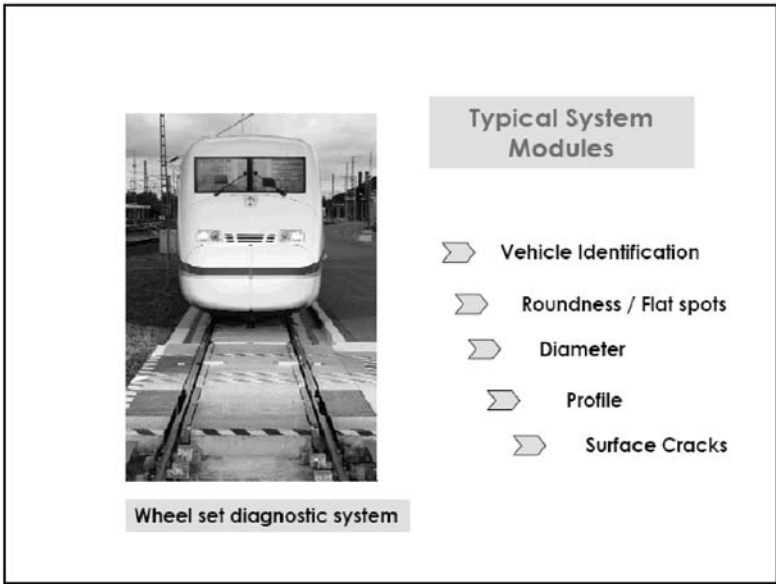 Typical System
Modules
Vehicle Identification
Roundness / Flat spots
Diameter
Profile
Surface Cracks
Wheel set diagnostic system